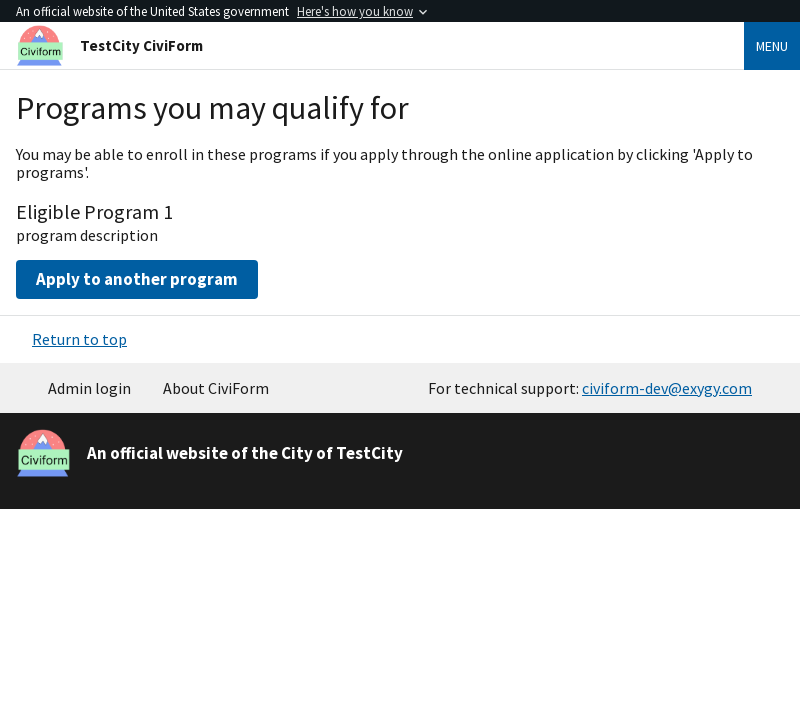 An official website of the United States government Here's how you know
Civiform
TestCity CiviForm
MENU
Programs you may qualify for
You may be able to enroll in these programs if you apply through the online application by clicking 'Apply to
programs'.
Eligible Program 1
program description
Apply to another program
Return to top
Admin login About CiviForm For technical support: civiform-dev@exygy.com
Civiform
An official website of the City of TestCity